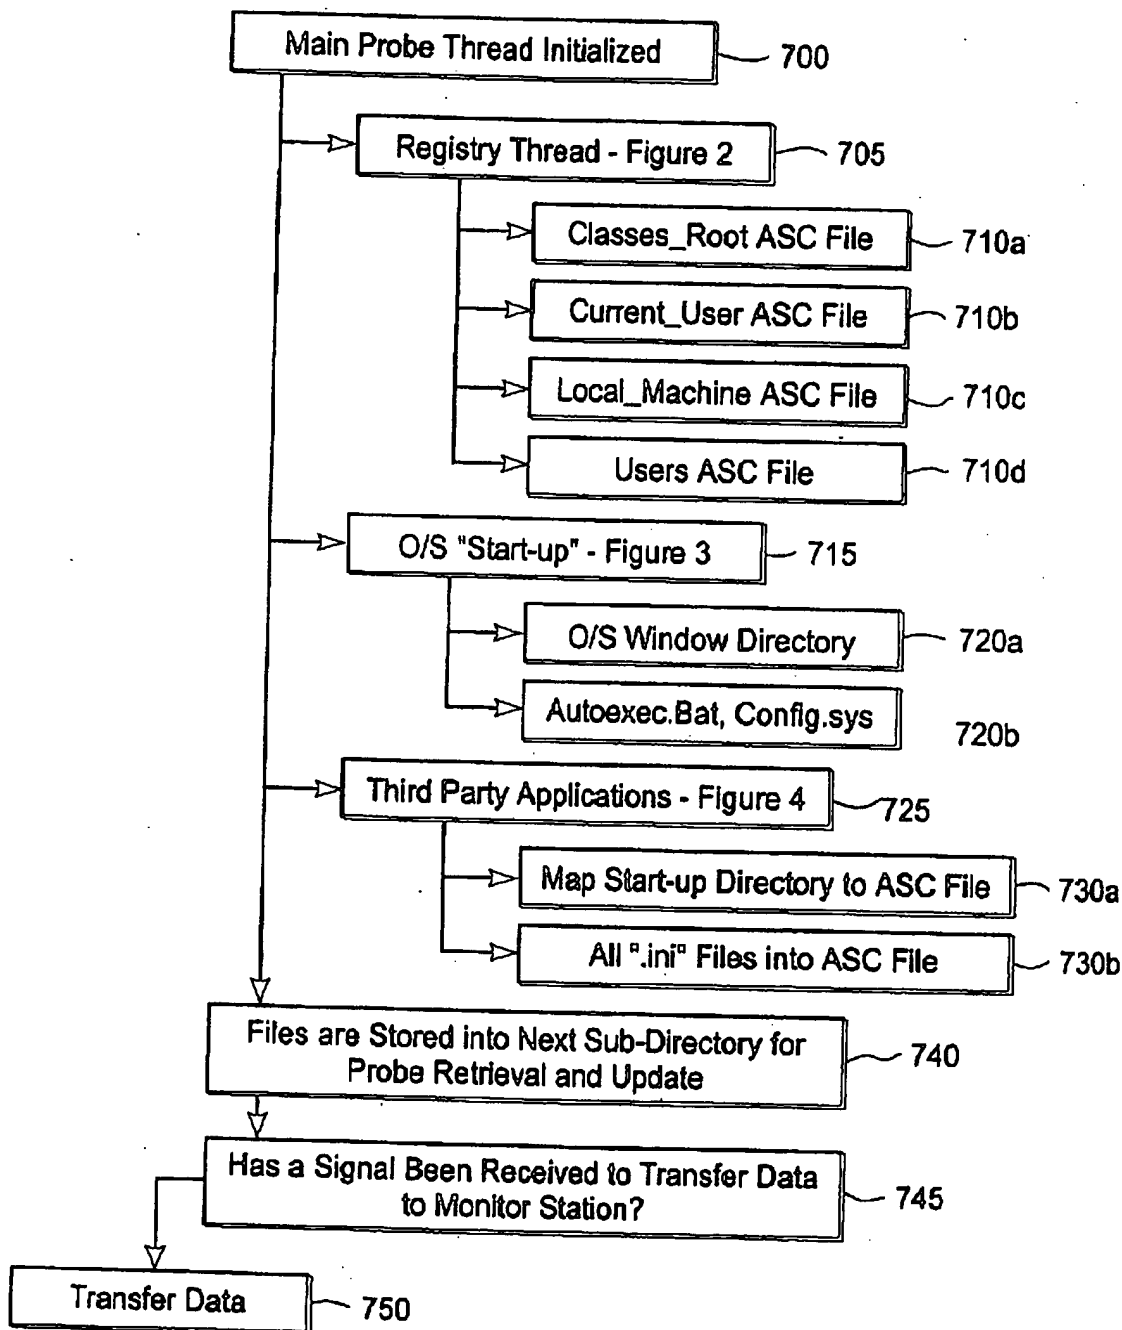 Main Probe Thread Initialized
700
Registry Thread - Figure 2
705
Classes_Root ASC File
710a
Current_User ASC File
710b
Local_Machine ASC File
710c
Users ASC File
710d
O/S "Start-up" - Figure 3
715
O/S Window Directory
720a
Autoexec.Bat, Config.sys
720b
Third Party Applications - Figure 4
725
Map Start-up Directory to ASC File
730a
All ".ini" Files into ASC File
730b
Files are Stored into Next Sub-Directory for
Probe Retrieval and Update
740
Has a Signal Been Received to Transfer Data
to Monitor Station?
745
Transfer Data
750